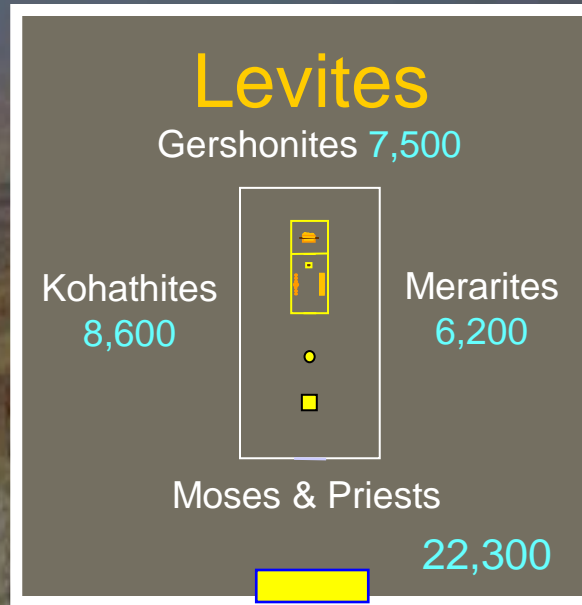 Levites
Gershonites 7,500
Kohathites
8,600
Merarites
6,200
Moses & Priests
22,300